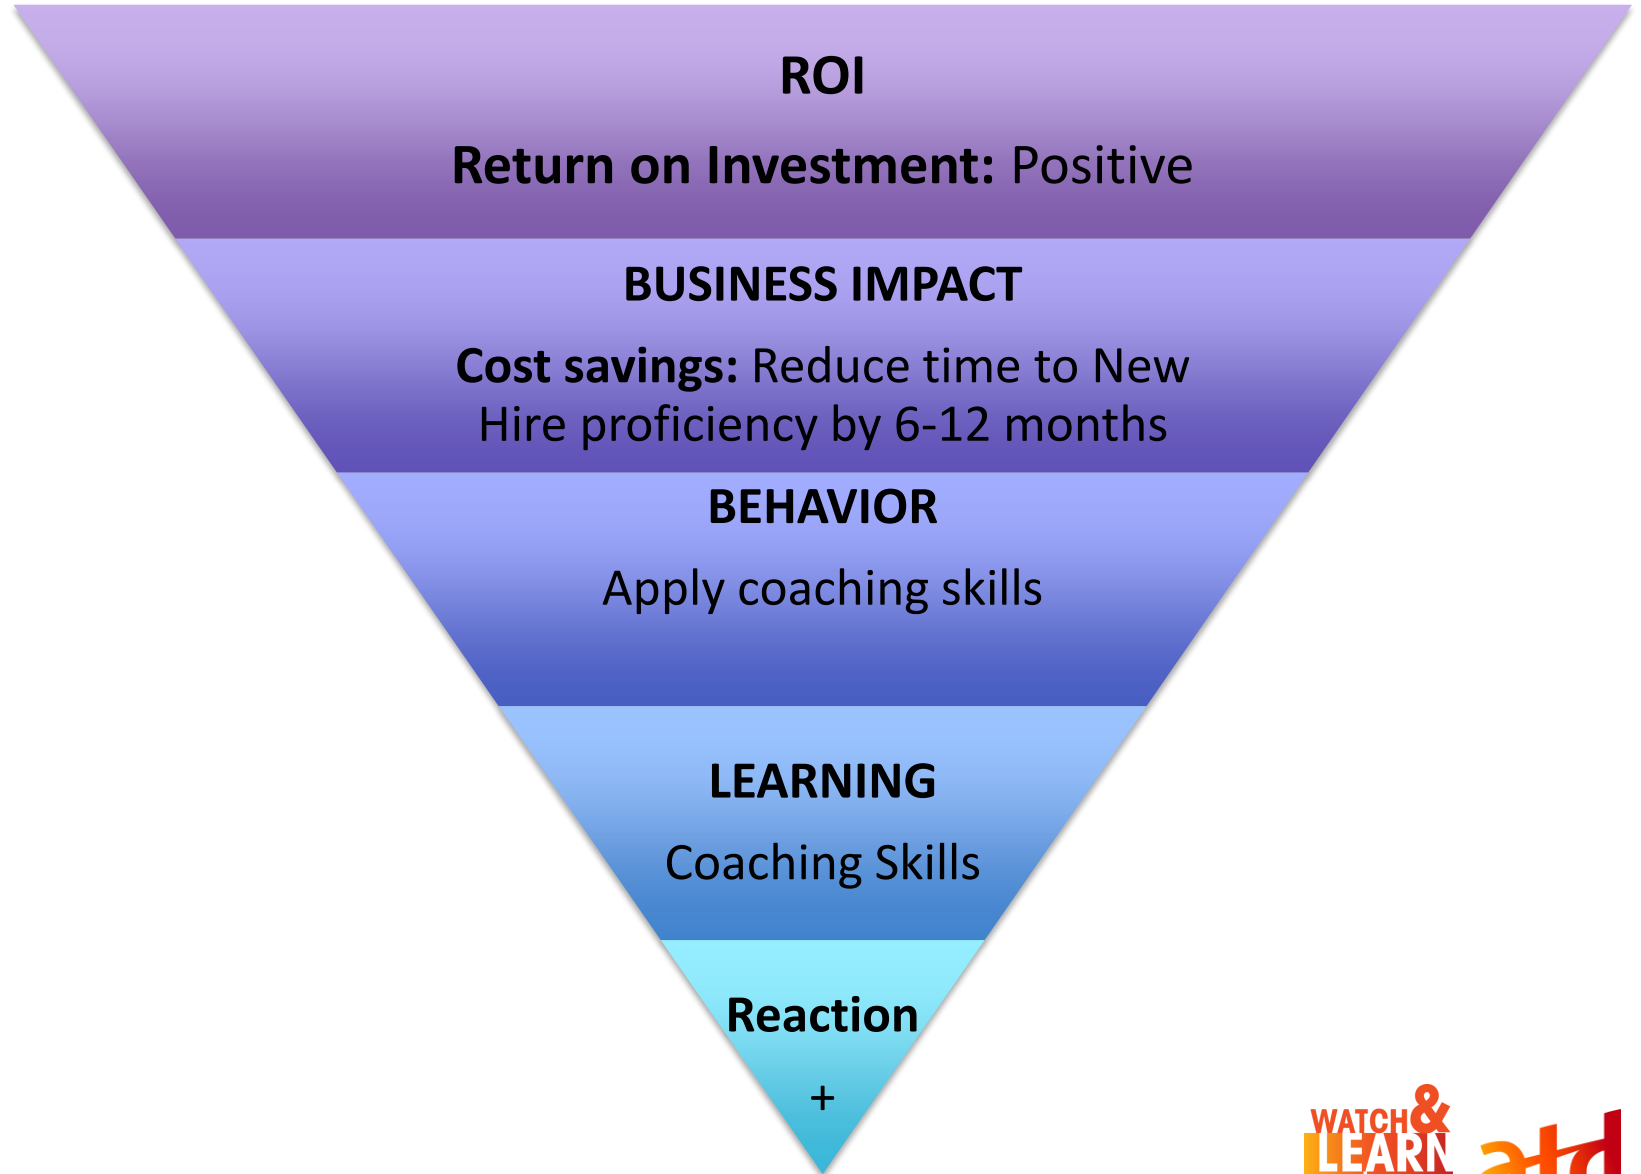 ROI
Return on Investment: Positive
BUSINESS IMPACT
Cost savings: Reduce time to New
Hire proficiency by 6-12 months
BEHAVIOR
Apply coaching skills
LEARNING
Coaching Skills
Reaction
+
WATCH&
LEARN
atd